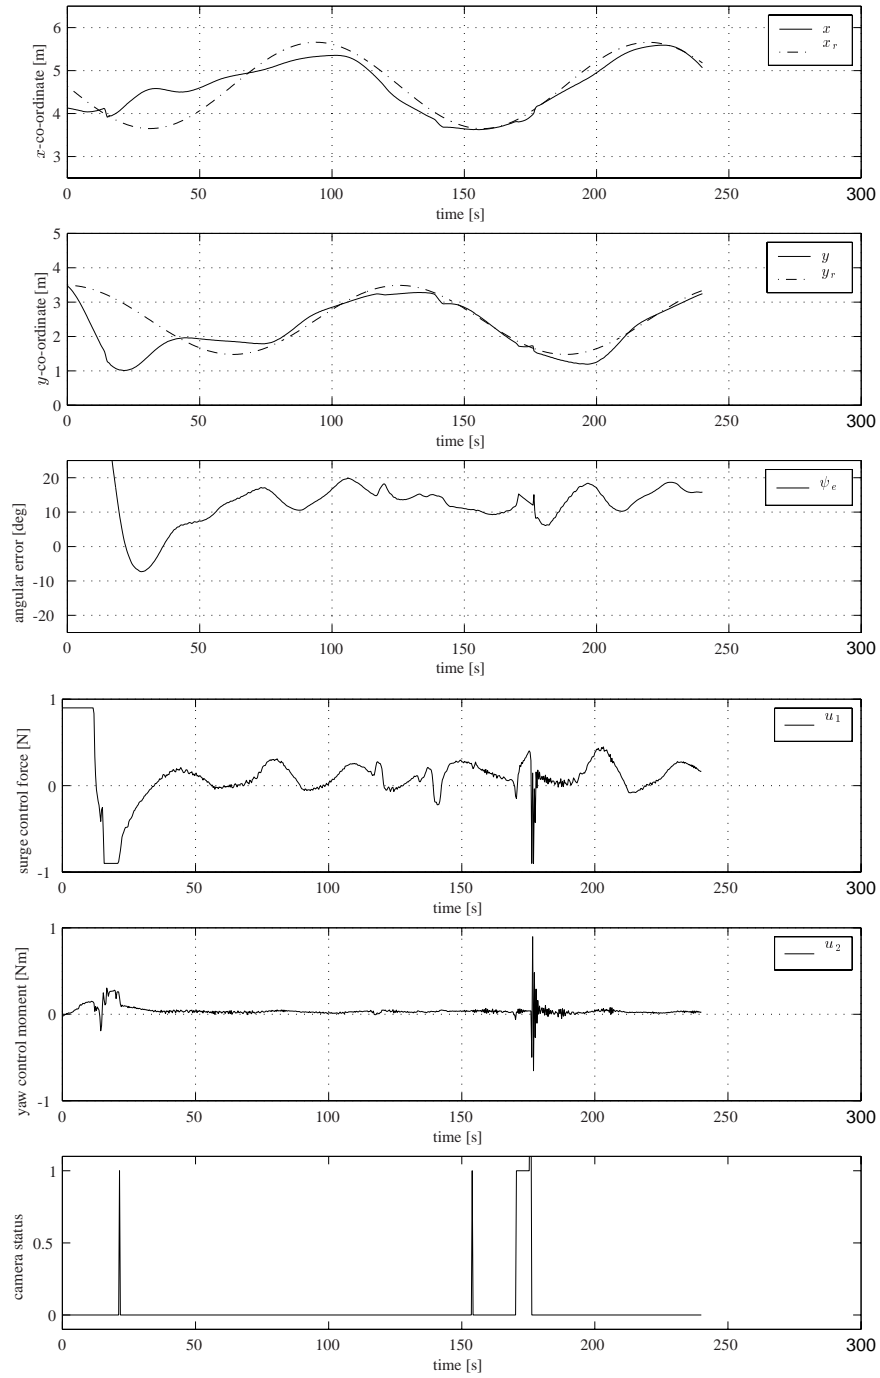 6
5
4
3
x-co-ordinate [m]
x
x_r
0 50 100 150 200 250 300
time [s]
5
4
3
2
1
0
y-co-ordinate [m]
y
y_r
0 50 100 150 200 250 300
time [s]
20
10
0
-10
-20
angular error [deg]
ψ_e
0 50 100 150 200 250 300
time [s]
1
0
-1
surge control force [N]
u_1
0 50 100 150 200 250 300
time [s]
1
0
-1
yaw control moment [Nm]
u_2
0 50 100 150 200 250 300
time [s]
1
0.5
0
camera status
0 50 100 150 200 250 300
time [s]